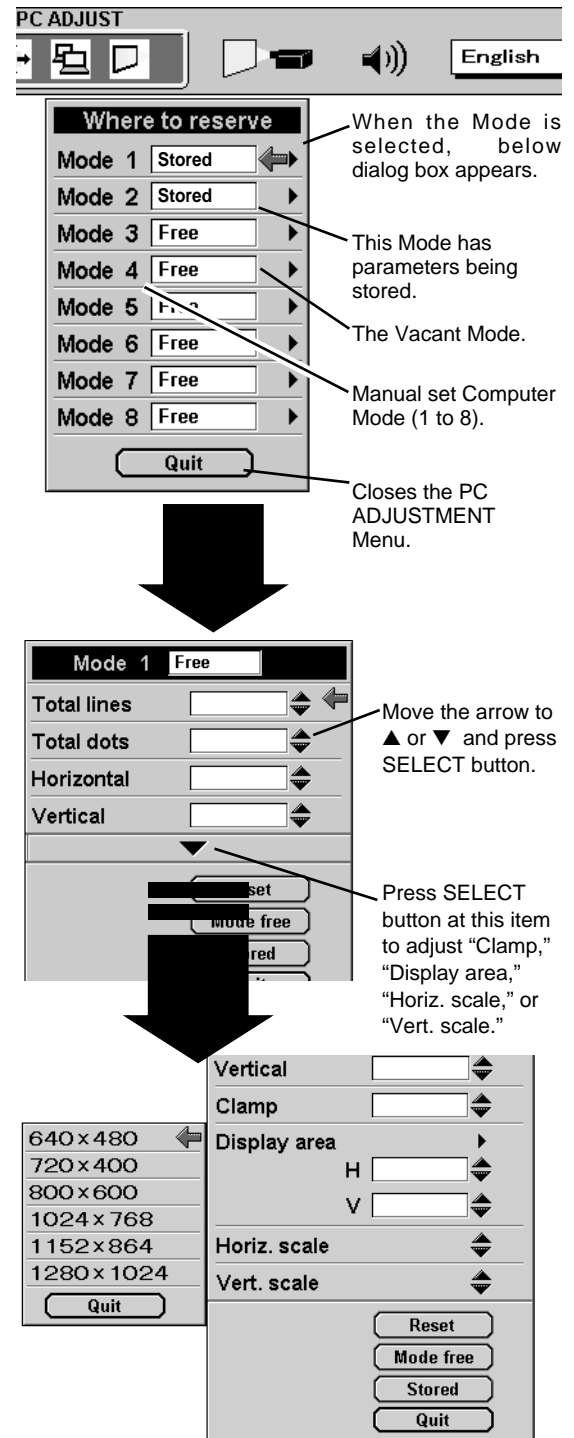 PC ADJUST
English
Where to reserve
Mode 1 Stored
Mode 2 Stored
Mode 3 Free
Mode 4 Free
Mode 5
Mode 6 Free
Mode 7 Free
Mode 8 Free
Quit
When the Mode is
selected, below
dialog box appears.
This Mode has
parameters being
stored.
The Vacant Mode.
Manual set Computer
Mode (1 to 8).
Closes the PC
ADJUSTMENT
Menu.
Mode 1 Free
Total lines
Total dots
Horizontal
Vertical
Mode free
Move the arrow to
▲ or ▼ and press
SELECT button.
Press SELECT
button at this item
to adjust “Clamp,”
“Display area,”
“Horiz. scale,” or
“Vert. scale.”
640×480
720×400
800×600
1024×768
1152×864
1280×1024
Quit
Vertical
Clamp
Display area
H
V
Horiz. scale
Vert. scale
Reset
Mode free
Stored
Quit